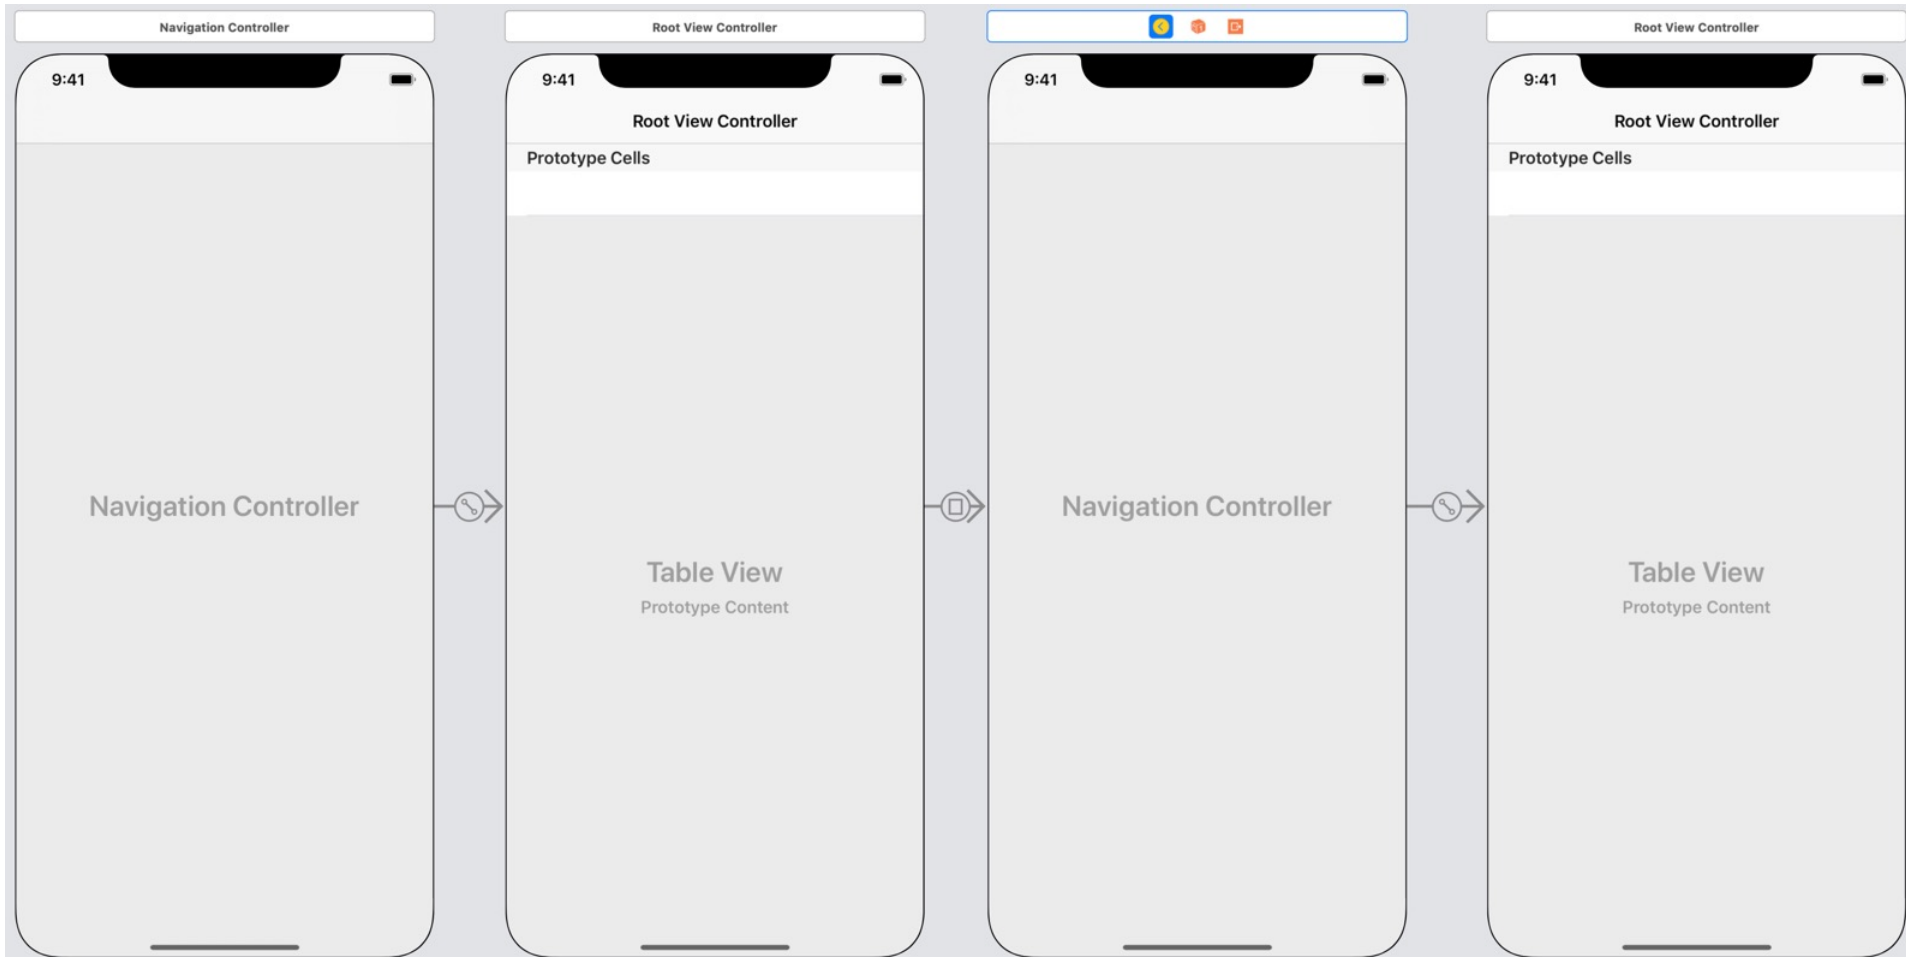 Navigation Controller
9:41
Navigation Controller
Root View Controller
9:41
Root View Controller
Prototype Cells
Table View
Prototype Content
9:41
Navigation Controller
Root View Controller
9:41
Root View Controller
Prototype Cells
Table View
Prototype Content